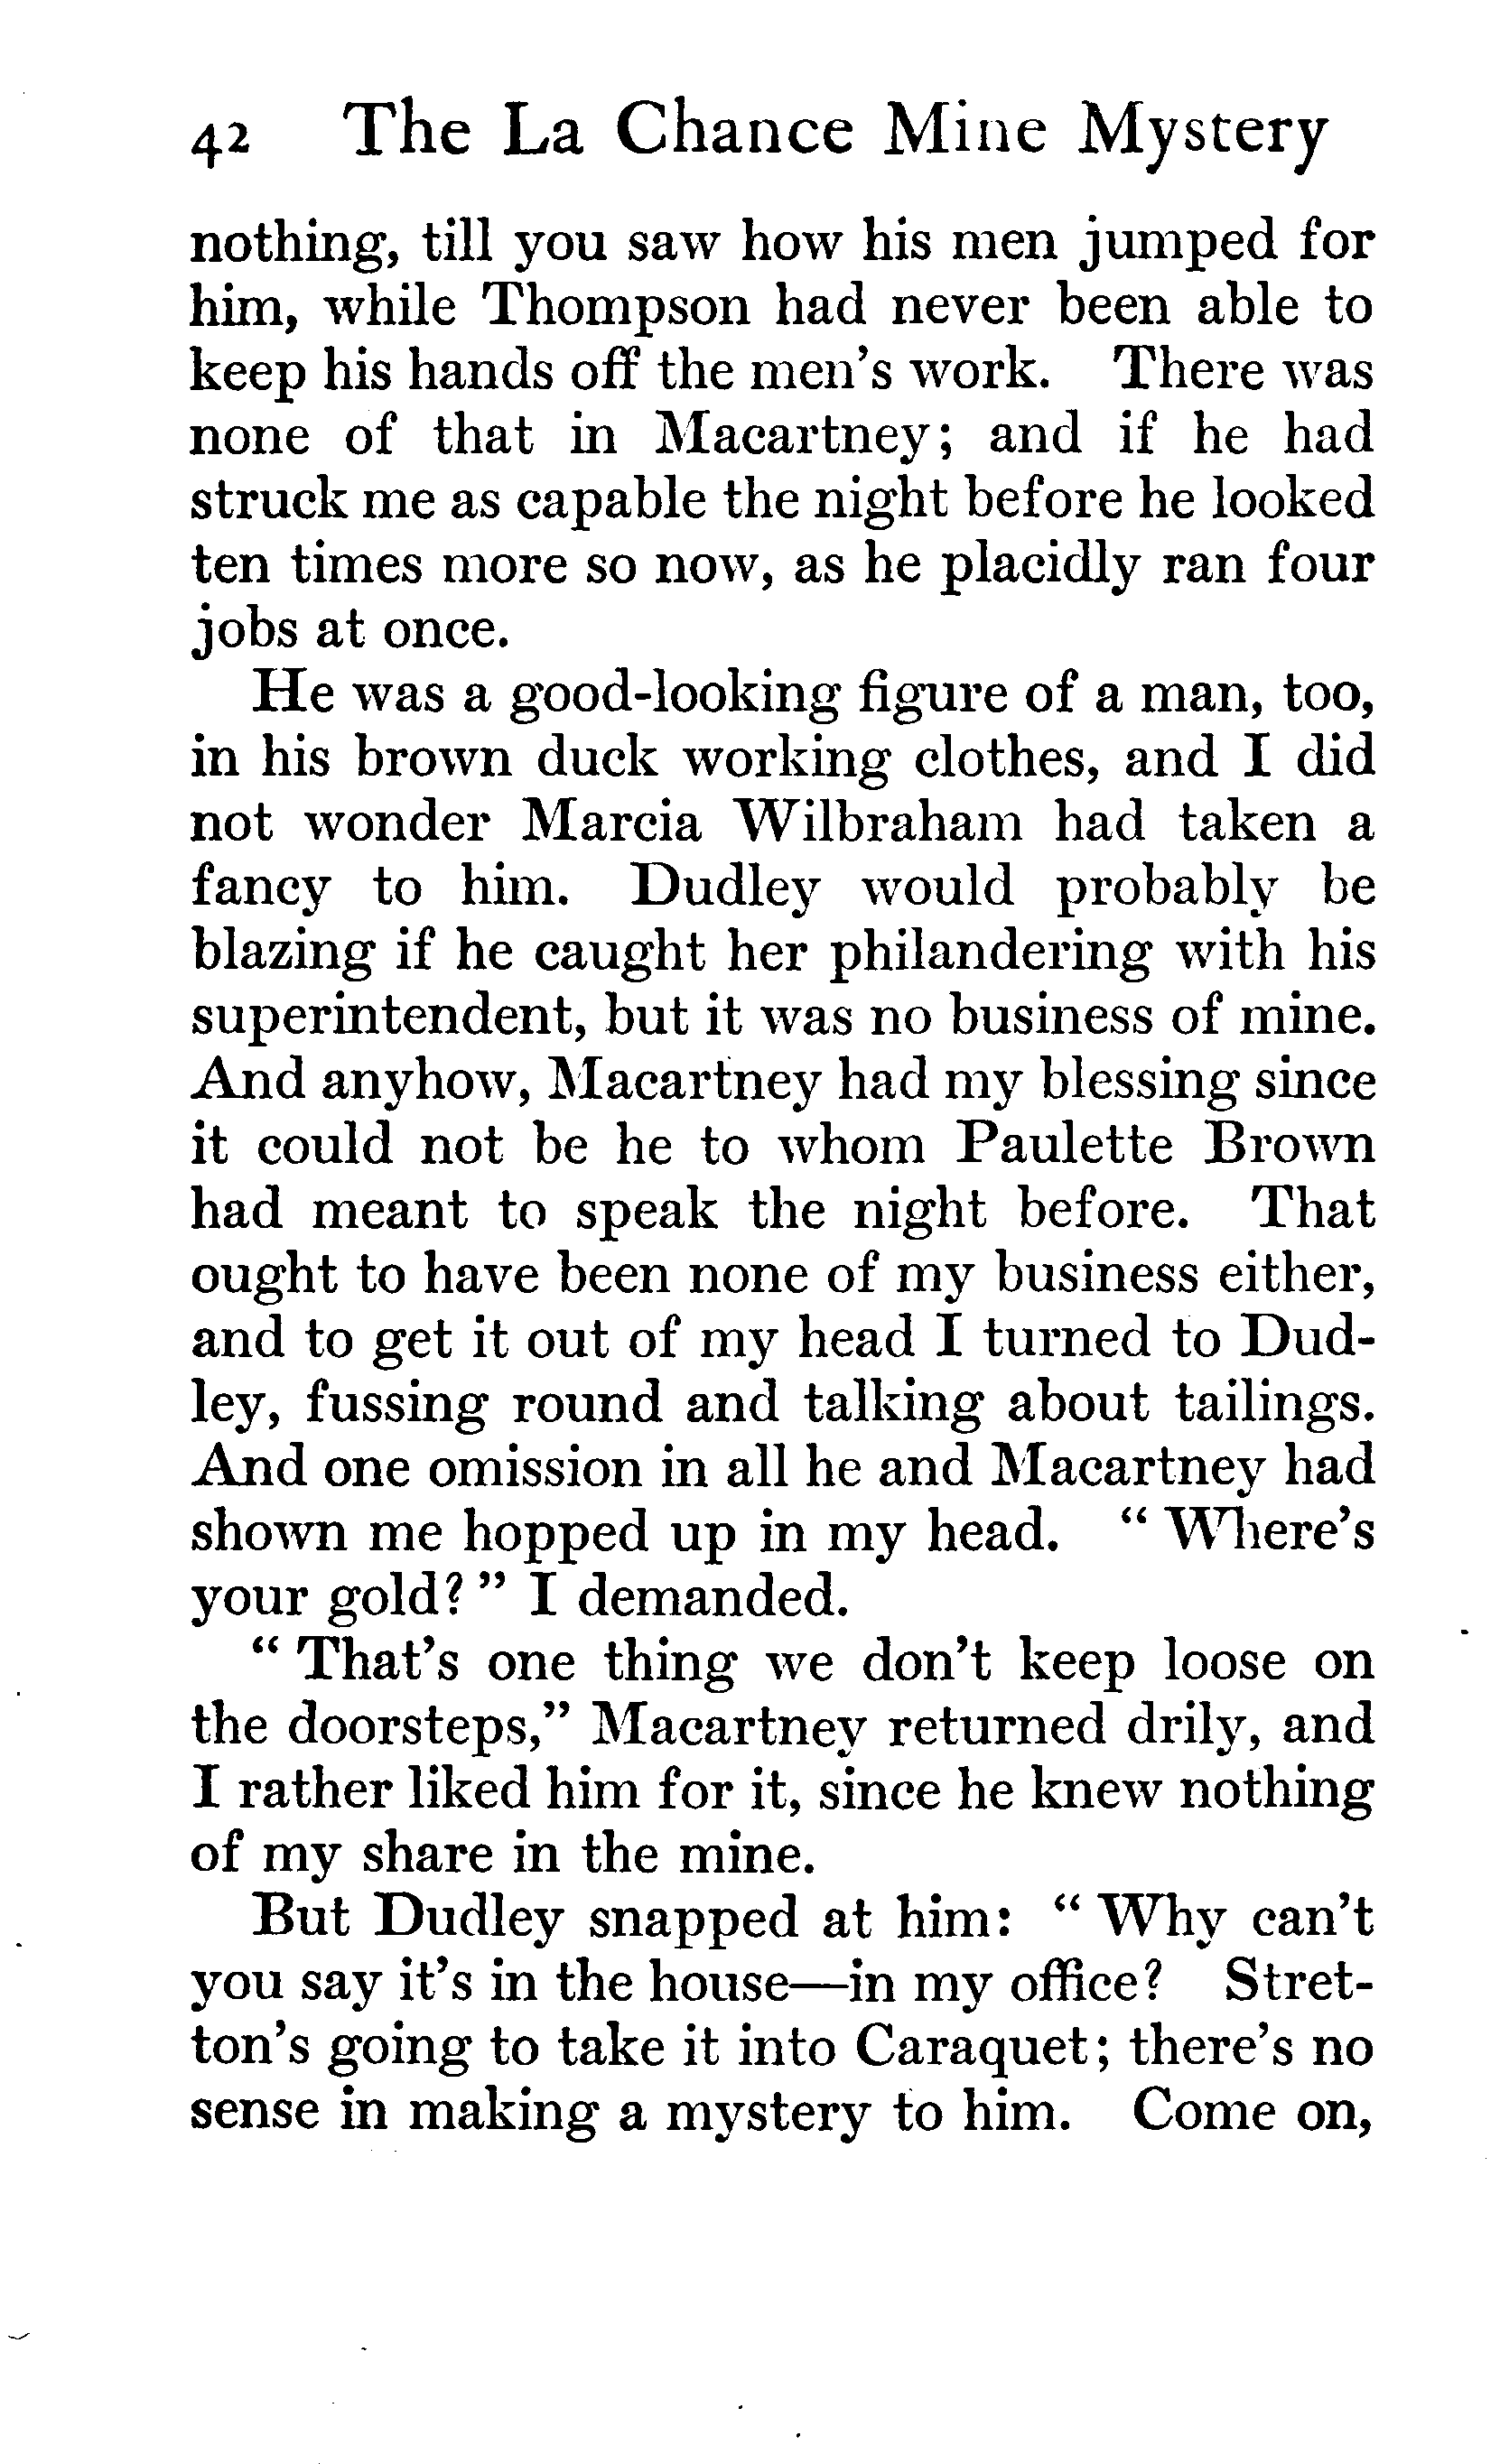 42 The La Chance Mine Mystery
nothing, till you saw how his men jumped for
him, while Thompson had never been able to
keep his hands off the men's work. There was
none of that in Macartney; and if he had
struck me as capable the night before he looked
ten times more so now, as he placidly ran four
jobs at once.
He was a good-looking figure of a man, too,
in his brown duck working clothes, and I did
not wonder Marcia Wilbraham had taken a
fancy to him. Dudley would probably be
blazing if he caught her philandering with his
superintendent, but it was no business of mine.
And anyhow, Macartney had my blessing since
it could not be he to whom Paulette Brown
had meant to speak the night before. That
ought to have been none of my business either,
and to get it out of my head I turned to Dud-
ley, fussing round and talking about tailings.
And one omission in all he and Macartney had
shown me hopped up in my head. “ Where's
your gold? ” I demanded.
“ That's one thing we don't keep loose on
the doorsteps,” Macartney returned drily, and
I rather liked him for it, since he knew nothing
of my share in the mine.
But Dudley snapped at him: “ Why can't
you say it's in the house—in my office? Stret-
ton's going to take it into Caraquet; there's no
sense in making a mystery to him. Come on,